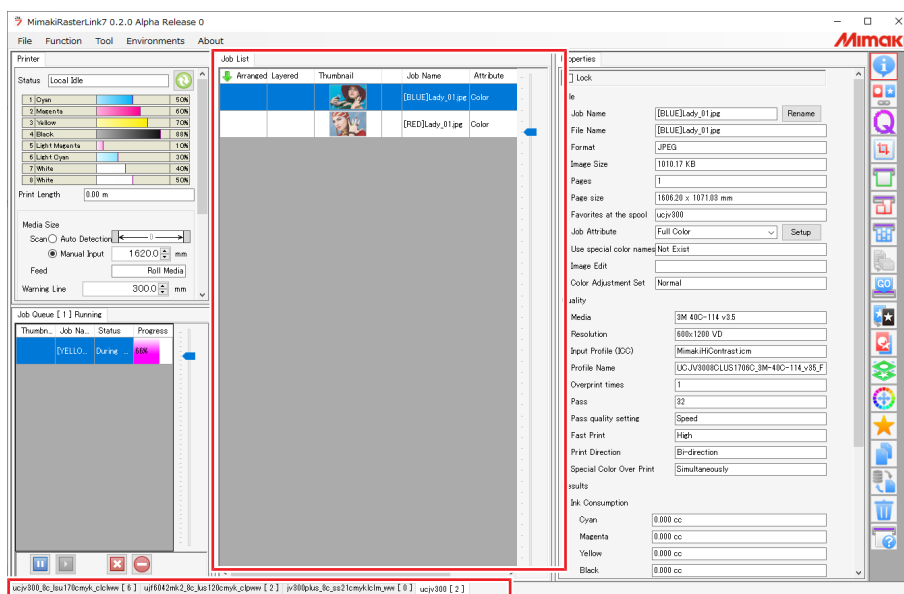 MimakiRasterLink7 0.2.0 Alpha Release 0
File Function Tool Environments About
Mimaki
Printer
Status Local Idle
1 Cyan 50%
2 Magenta 60%
3 Yellow 70%
4 Black 88%
5 Light Magenta 10%
6 Light Cyan 30%
7 White 40%
8 White 50%
Print Length 0.00 m
Media Size
Scan Auto Detection 0
Manual Input 1620.0 mm
Feed Roll Media
Warning Line 300.0 mm
Job Queue [ 1 ] Running
Thumbn... Job Na... Status Progress
[YELLO... During ... 66%
Job List
Arranged Layered Thumbnail Job Name Attribute
[BLUE]Lady_01.jpg Color
[RED]Lady_01.jpg Color
operties
Lock
le
Job Name [BLUE]Lady_01.jpg Rename
File Name [BLUE]Lady_01.jpg
Format JPEG
Image Size 1010.17 KB
Pages 1
Page size 1606.20 x 1071.03 mm
Favorites at the spool ucjv300
Job Attribute Full Color Setup
Use special color names Not Exist
Image Edit
Color Adjustment Set Normal
uality
Media 3M 40C-114 v3.5
Resolution 600x1200 VD
Input Profile (ICC) MimakiHiContrast.icm
Profile Name UCJV3008CLUS1706C_3M-40C-114_v35_F
Overprint times 1
Pass 32
Pass quality setting Speed
Fast Print High
Print Direction Bi-direction
Special Color Over Print Simultaneously
esults
Ink Consumption
Cyan 0.000 cc
Magenta 0.000 cc
Yellow 0.000 cc
Black 0.000 cc
GO
ucjv300_8c_lsu170cmyk_clclww [ 6 ] ujf6042mk2_8c_lus120cmyk_clpww [ 2 ] jv300plus_8c_ss21cmyklclm_ww [ 0 ] ucjv300 [ 2 ]